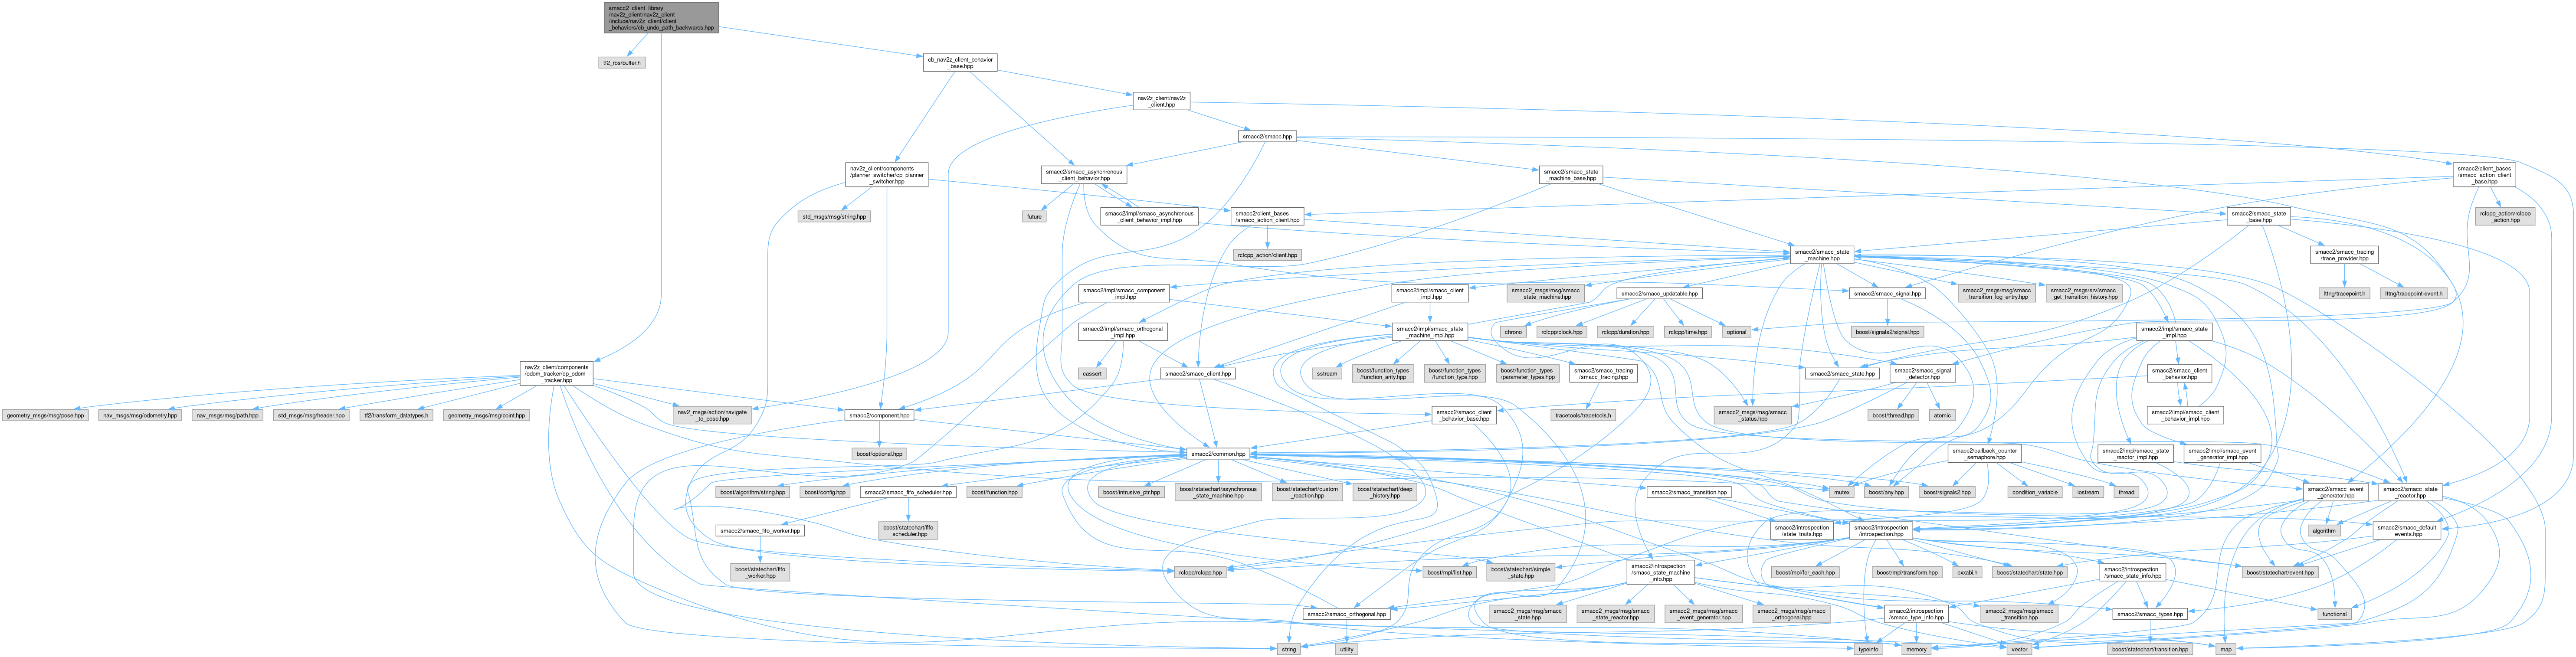 smacc2_client_library
/nav2z_client/nav2z_client
/include/nav2z_client/client
_behaviors/cb_undo_path_backwards.hpp
tf2_ros/buffer.h
cb_nav2z_client_behavior
_base.hpp
nav2z_client/nav2z
_client.hpp
smacc2/smacc.hpp
nav2z_client/components
/planner_switcher/cp_planner
_switcher.hpp
smacc2/smacc_asynchronous
_client_behavior.hpp
smacc2/smacc_state
_machine_base.hpp
smacc2/client_bases
/smacc_action_client
_base.hpp
std_msgs/msg/string.hpp
future
smacc2/impl/smacc_asynchronous
_client_behavior_impl.hpp
smacc2/client_bases
/smacc_action_client.hpp
smacc2/smacc_state
_base.hpp
rclcpp_action/rclcpp
_action.hpp
rclcpp_action/client.hpp
smacc2/smacc_state
_machine.hpp
smacc2/smacc_tracing
/trace_provider.hpp
smacc2/impl/smacc_component
_impl.hpp
smacc2/impl/smacc_client
_impl.hpp
smacc2_msgs/msg/smacc
_state_machine.hpp
smacc2/smacc_updatable.hpp
smacc2/smacc_signal.hpp
smacc2_msgs/msg/smacc
_transition_log_entry.hpp
smacc2_msgs/srv/smacc
_get_transition_history.hpp
lttng/tracepoint.h
lttng/tracepoint-event.h
smacc2/impl/smacc_orthogonal
_impl.hpp
smacc2/impl/smacc_state
_machine_impl.hpp
chrono
rclcpp/clock.hpp
rclcpp/duration.hpp
rclcpp/time.hpp
optional
boost/signals2/signal.hpp
smacc2/impl/smacc_state
_impl.hpp
nav2z_client/components
/odom_tracker/cp_odom
_tracker.hpp
cassert
smacc2/smacc_client.hpp
sstream
boost/function_types
/function_arity.hpp
boost/function_types
/function_type.hpp
boost/function_types
/parameter_types.hpp
smacc2/smacc_tracing
/smacc_tracing.hpp
smacc2/smacc_state.hpp
smacc2/smacc_signal
_detector.hpp
smacc2/smacc_client
_behavior.hpp
geometry_msgs/msg/pose.hpp
nav_msgs/msg/odometry.hpp
nav_msgs/msg/path.hpp
std_msgs/msg/header.hpp
tf2/transform_datatypes.h
geometry_msgs/msg/point.hpp
nav2_msgs/action/navigate
_to_pose.hpp
smacc2/component.hpp
smacc2/smacc_client
_behavior_base.hpp
tracetools/tracetools.h
smacc2_msgs/msg/smacc
_status.hpp
boost/thread.hpp
atomic
smacc2/impl/smacc_client
_behavior_impl.hpp
boost/optional.hpp
smacc2/common.hpp
smacc2/callback_counter
_semaphore.hpp
smacc2/impl/smacc_state
_reactor_impl.hpp
smacc2/impl/smacc_event
_generator_impl.hpp
boost/algorithm/string.hpp
boost/config.hpp
smacc2/smacc_fifo_scheduler.hpp
boost/function.hpp
boost/intrusive_ptr.hpp
boost/statechart/asynchronous
_state_machine.hpp
boost/statechart/custom
_reaction.hpp
boost/statechart/deep
_history.hpp
smacc2/smacc_transition.hpp
mutex
boost/any.hpp
boost/signals2.hpp
condition_variable
iostream
thread
smacc2/smacc_event
_generator.hpp
smacc2/smacc_state
_reactor.hpp
smacc2/smacc_fifo_worker.hpp
boost/statechart/fifo
_scheduler.hpp
smacc2/introspection
/state_traits.hpp
smacc2/introspection
/introspection.hpp
algorithm
smacc2/smacc_default
_events.hpp
boost/statechart/fifo
_worker.hpp
rclcpp/rclcpp.hpp
boost/mpl/list.hpp
boost/statechart/simple
_state.hpp
smacc2/introspection
/smacc_state_machine
_info.hpp
boost/mpl/for_each.hpp
boost/mpl/transform.hpp
cxxabi.h
boost/statechart/state.hpp
smacc2/introspection
/smacc_state_info.hpp
boost/statechart/event.hpp
smacc2/smacc_orthogonal.hpp
smacc2_msgs/msg/smacc
_state.hpp
smacc2_msgs/msg/smacc
_state_reactor.hpp
smacc2_msgs/msg/smacc
_event_generator.hpp
smacc2_msgs/msg/smacc
_orthogonal.hpp
smacc2/introspection
/smacc_type_info.hpp
smacc2_msgs/msg/smacc
_transition.hpp
smacc2/smacc_types.hpp
functional
string
utility
typeinfo
memory
vector
boost/statechart/transition.hpp
map